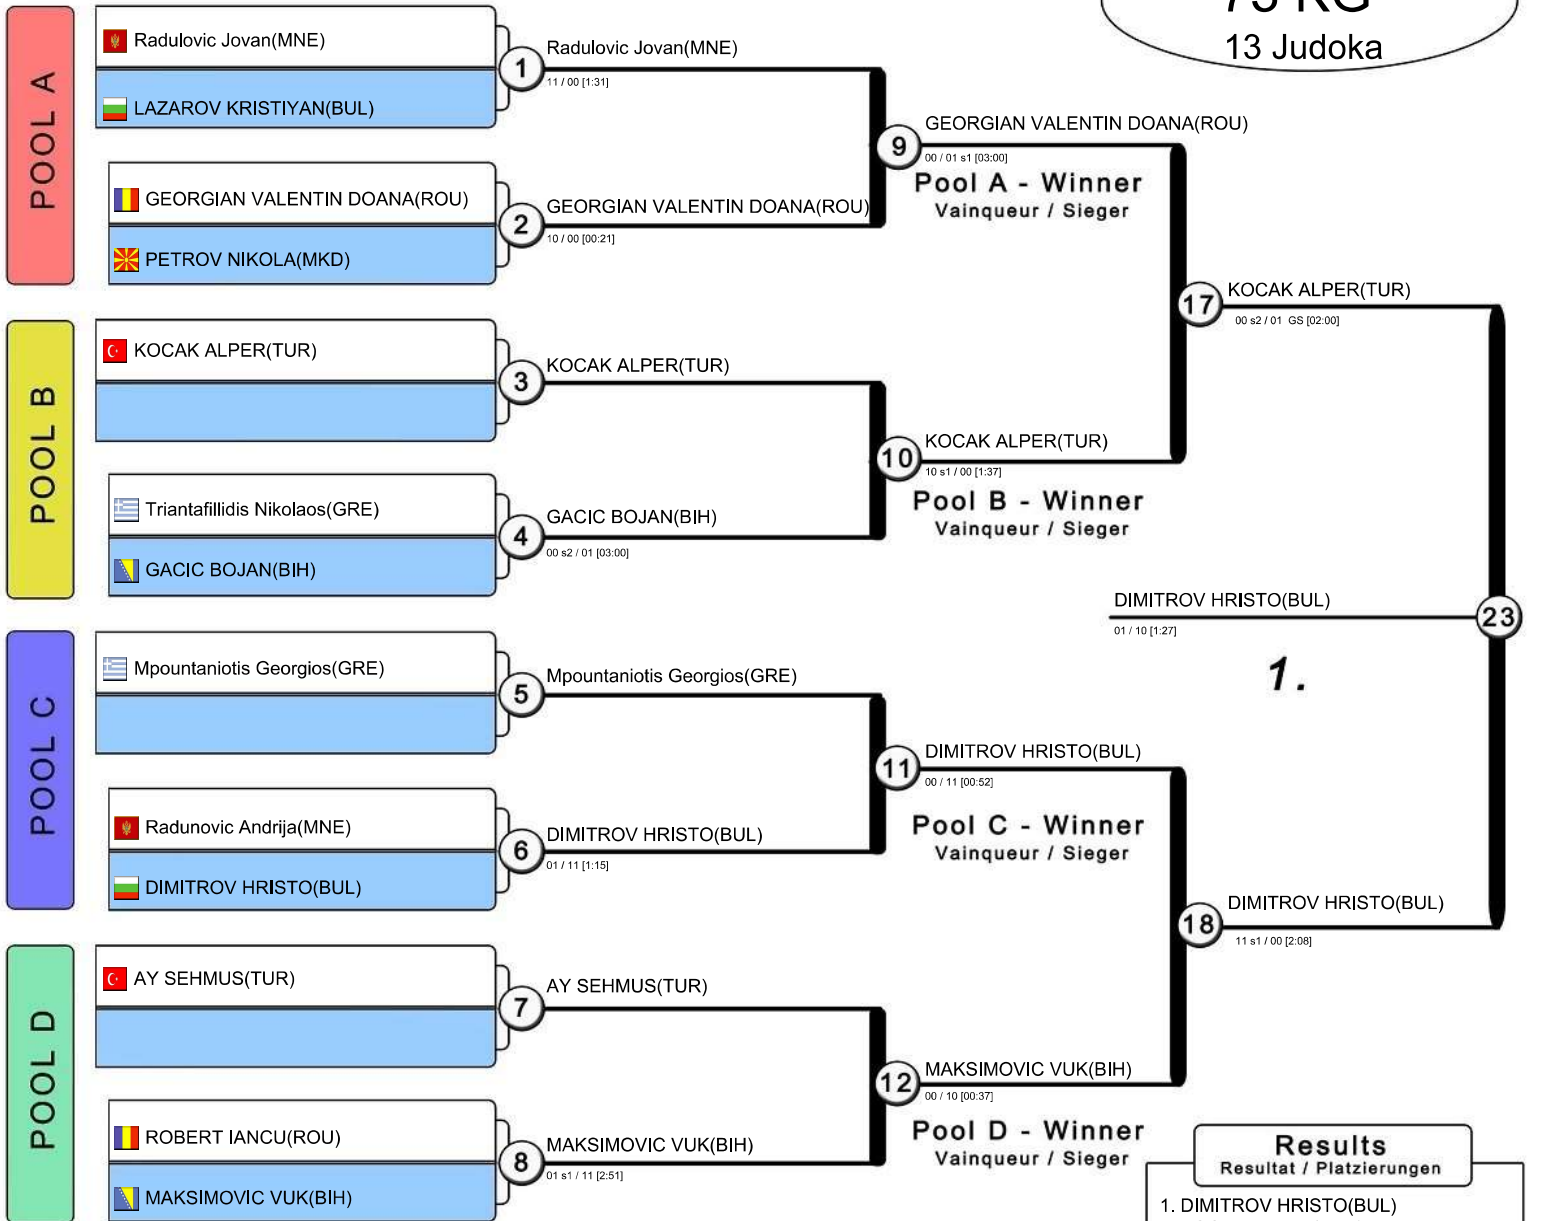 73 KG
13 Judoka
POOL A
Radulovic Jovan(MNE)
LAZAROV KRISTIYAN(BUL)
1
Radulovic Jovan(MNE)
11 / 00 [1:31]
GEORGIAN VALENTIN DOANA(ROU)
PETROV NIKOLA(MKD)
2
GEORGIAN VALENTIN DOANA(ROU)
10 / 00 [00:21]
9
GEORGIAN VALENTIN DOANA(ROU)
00 / 01 s1 [03:00]
Pool A - Winner
Vainqueur / Sieger
POOL B
KOCAK ALPER(TUR)
3
KOCAK ALPER(TUR)
Triantafillidis Nikolaos(GRE)
GACIC BOJAN(BIH)
4
GACIC BOJAN(BIH)
00 s2 / 01 [03:00]
10
KOCAK ALPER(TUR)
10 s1 / 00 [1:37]
Pool B - Winner
Vainqueur / Sieger
17
KOCAK ALPER(TUR)
00 s2 / 01 GS [02:00]
POOL C
Mpountaniotis Georgios(GRE)
5
Mpountaniotis Georgios(GRE)
Radunovic Andrija(MNE)
DIMITROV HRISTO(BUL)
6
DIMITROV HRISTO(BUL)
01 / 11 [1:15]
11
DIMITROV HRISTO(BUL)
00 / 11 [00:52]
Pool C - Winner
Vainqueur / Sieger
POOL D
AY SEHMUS(TUR)
7
AY SEHMUS(TUR)
ROBERT IANCU(ROU)
MAKSIMOVIC VUK(BIH)
8
MAKSIMOVIC VUK(BIH)
01 s1 / 11 [2:51]
12
MAKSIMOVIC VUK(BIH)
00 / 10 [00:37]
Pool D - Winner
Vainqueur / Sieger
18
DIMITROV HRISTO(BUL)
11 s1 / 00 [2:08]
23
DIMITROV HRISTO(BUL)
01 / 10 [1:27]
1.
Results
Resultat / Platzierungen
1. DIMITROV HRISTO(BUL)